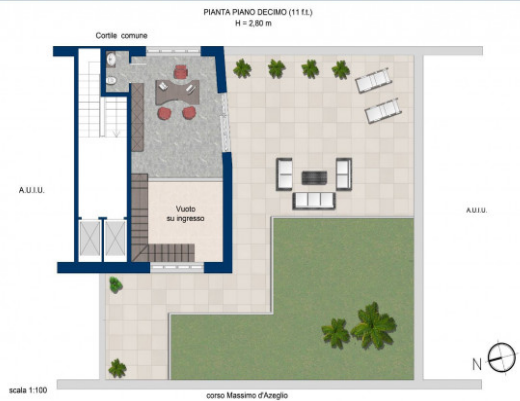 PIANTA PIANO DECIMO (11 f.t.)
H = 2,80 m
Cortile comune
A.U.I.U.
Vuoto
su ingresso
A.U.I.U.
N
scala 1:100
corso Massimo d'Azeglio